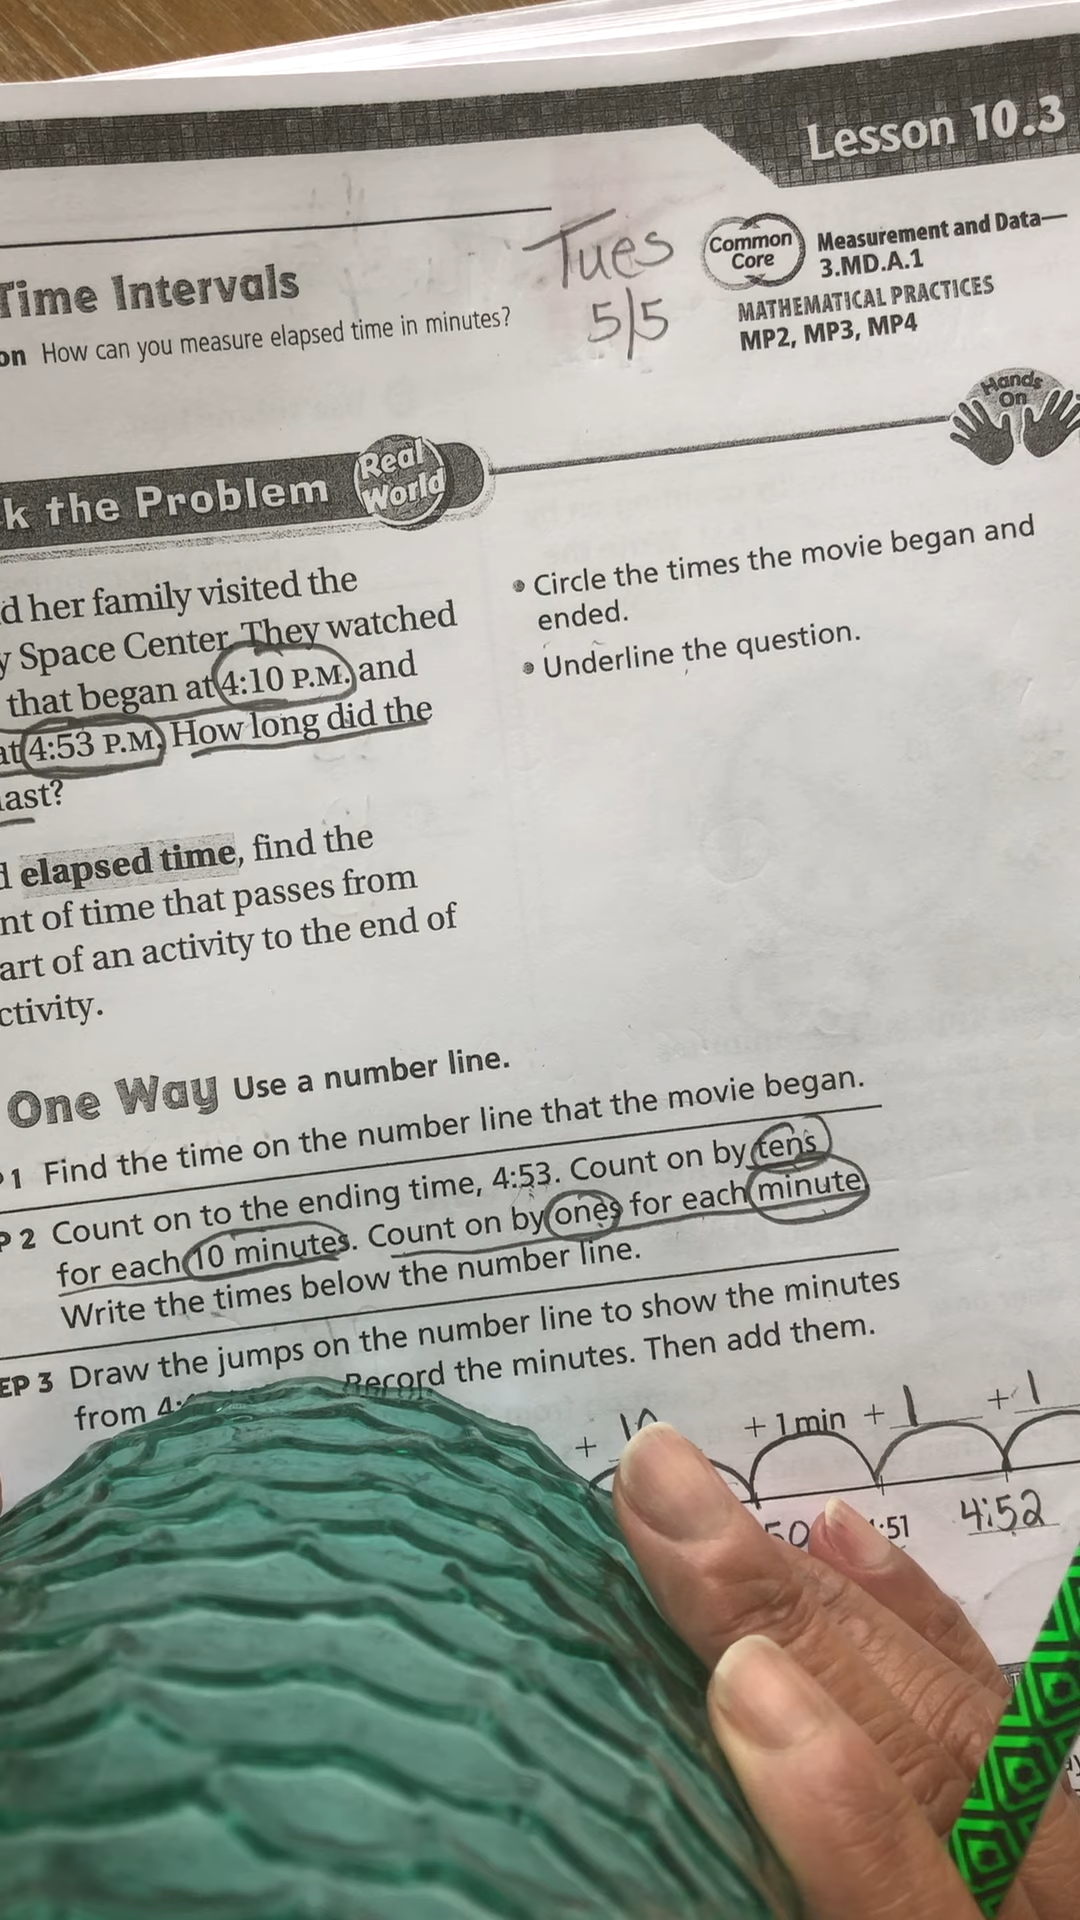 Lesson 10.3
Time Intervals
Tues
5/5
Common
Core
Measurement and Data—
3.MD.A.1
MATHEMATICAL PRACTICES
MP2, MP3, MP4
How can you measure elapsed time in minutes?
Hands
On
the Problem
Real
World
her family visited the
Space Center. They watched
that began at 4:10 P.M. and
at 4:53 P.M. How long did the
• Circle the times the movie began and
ended.
• Underline the question.
elapsed time, find the
of time that passes from
of an activity to the end of
One Way Use a number line.
1 Find the time on the number line that the movie began.
2 Count on to the ending time, 4:53. Count on by tens
for each 10 minutes. Count on by ones for each minute.
Write the times below the number line.
3 Draw the jumps on the number line to show the minutes
from Record the minutes. Then add them.
+ 10 + 1 min + 1 + 1
50 :51 4:52